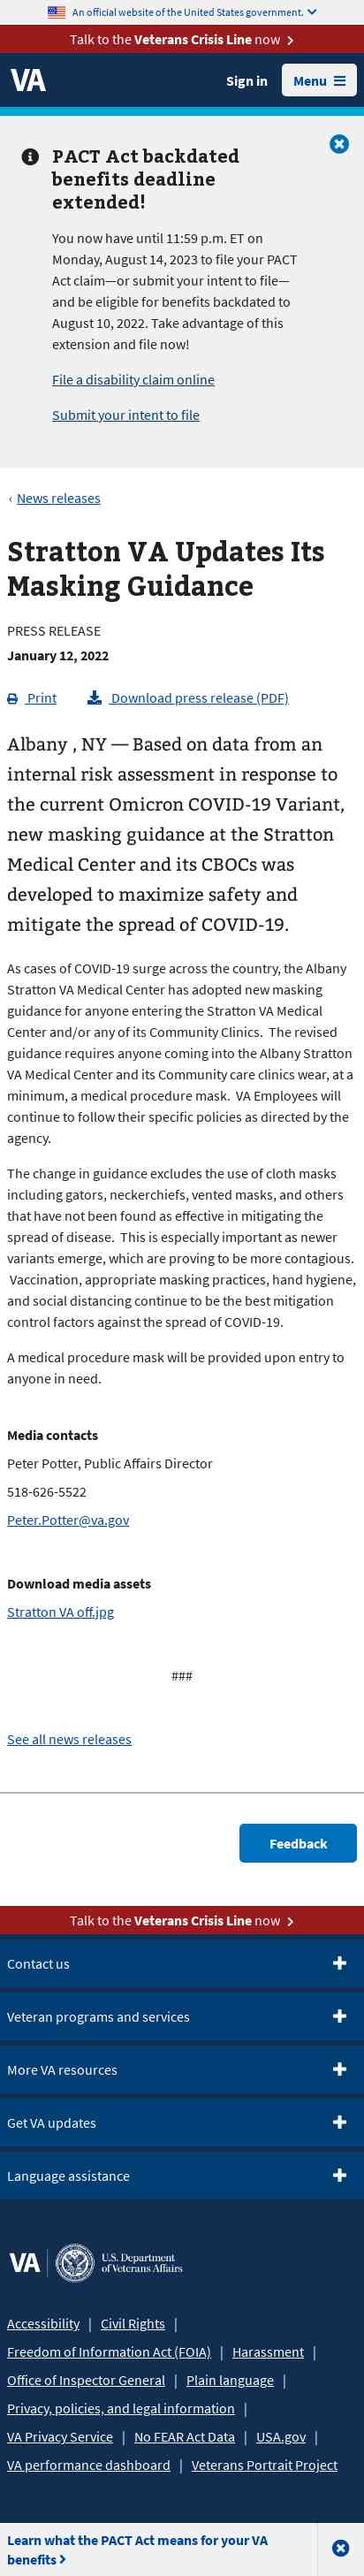 An official website of the United States government.
Talk to the Veterans Crisis Line now
VA
Sign in
Menu
PACT Act backdated
benefits deadline
extended!
You now have until 11:59 p.m. ET on
Monday, August 14, 2023 to file your PACT
Act claim—or submit your intent to file—
and be eligible for benefits backdated to
August 10, 2022. Take advantage of this
extension and file now!
File a disability claim online
Submit your intent to file
‹ News releases
Stratton VA Updates Its
Masking Guidance
PRESS RELEASE
January 12, 2022
Print
Download press release (PDF)
Albany , NY — Based on data from an
internal risk assessment in response to
the current Omicron COVID-19 Variant,
new masking guidance at the Stratton
Medical Center and its CBOCs was
developed to maximize safety and
mitigate the spread of COVID-19.
As cases of COVID-19 surge across the country, the Albany
Stratton VA Medical Center has adopted new masking
guidance for anyone entering the Stratton VA Medical
Center and/or any of its Community Clinics.  The revised
guidance requires anyone coming into the Albany Stratton
VA Medical Center and its Community care clinics wear, at a
minimum, a medical procedure mask.  VA Employees will
continue to follow their specific policies as directed by the
agency.
The change in guidance excludes the use of cloth masks
including gators, neckerchiefs, vented masks, and others
that have not been found as effective in mitigating the
spread of disease.  This is especially important as newer
variants emerge, which are proving to be more contagious.
Vaccination, appropriate masking practices, hand hygiene,
and social distancing continue to be the best mitigation
control factors against the spread of COVID-19.
A medical procedure mask will be provided upon entry to
anyone in need.
Media contacts
Peter Potter, Public Affairs Director
518-626-5522
Peter.Potter@va.gov
Download media assets
Stratton VA off.jpg
###
See all news releases
Feedback
Talk to the Veterans Crisis Line now
Contact us
Veteran programs and services
More VA resources
Get VA updates
Language assistance
VA
U.S. Department
of Veterans Affairs
Accessibility | Civil Rights |
Freedom of Information Act (FOIA) | Harassment |
Office of Inspector General | Plain language |
Privacy, policies, and legal information |
VA Privacy Service | No FEAR Act Data | USA.gov |
VA performance dashboard | Veterans Portrait Project
Learn what the PACT Act means for your VA
benefits